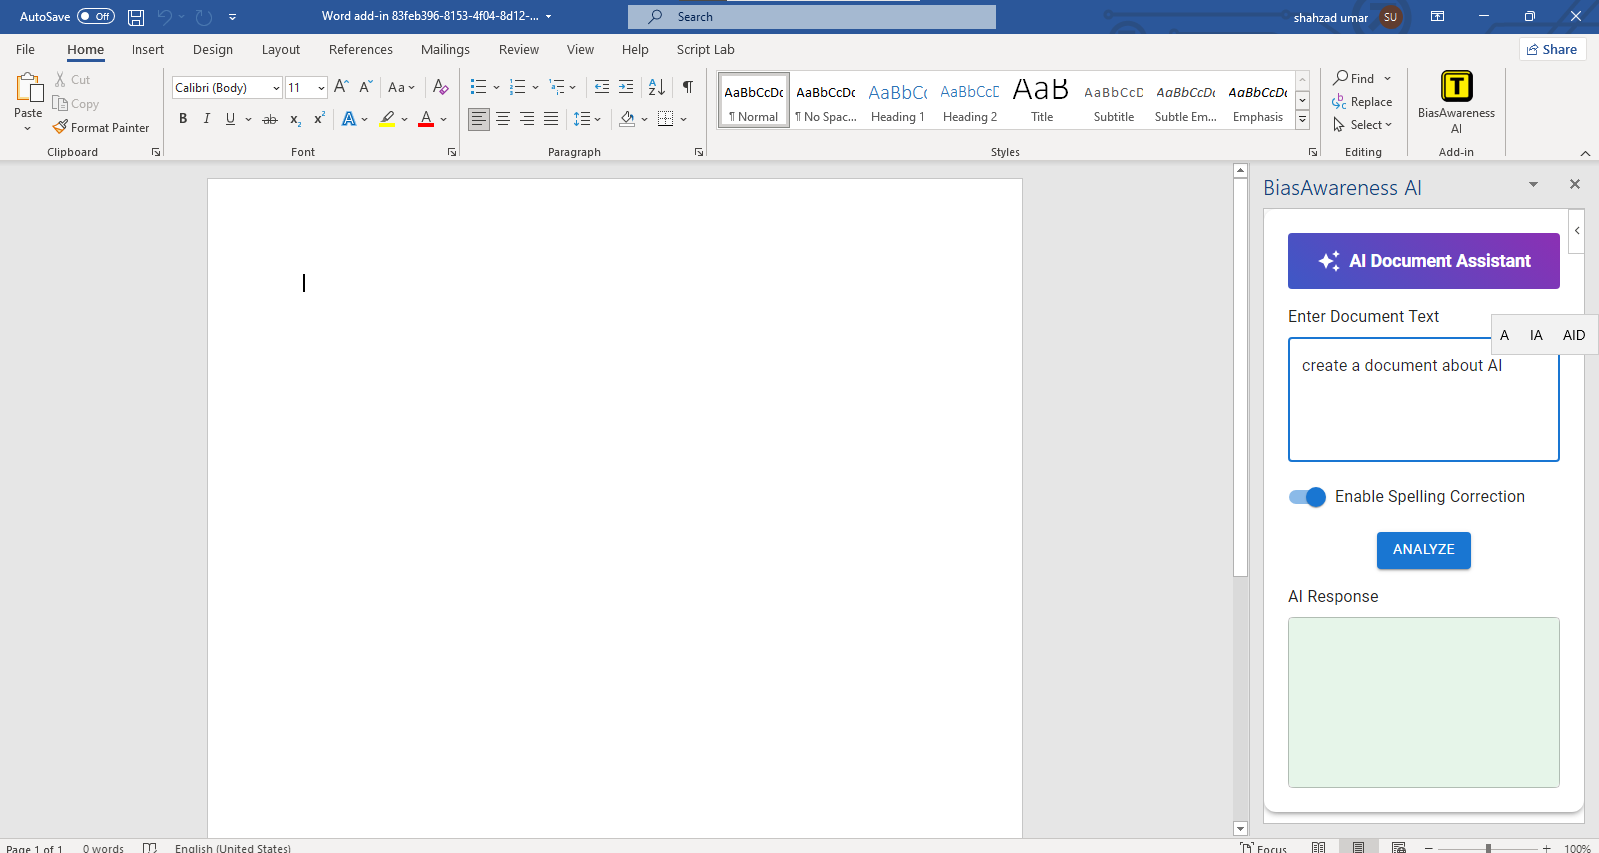 AutoSave Off Word add-in 83feb396-8153-4f04-8d12-... Search shahzad umar SU
File Home Insert Design Layout References Mailings Review View Help Script Lab Share
Paste
Cut
Copy
Format Painter
Clipboard
Calibri (Body) 11 A A Aa A
B I U ab x2 x2 A A
Font
A Z
Paragraph
AaBbCcDc AaBbCcDc AaBbCc AaBbCcD AaB AaBbCcD AaBbCcDc AaBbCcDc
¶ Normal ¶ No Spac... Heading 1 Heading 2 Title Subtitle Subtle Em... Emphasis
Styles
Find
Replace
Select
Editing
T
BiasAwareness
AI
Add-in
BiasAwareness AI
AI Document Assistant
Enter Document Text
A IA AID
create a document about AI
Enable Spelling Correction
ANALYZE
AI Response
Page 1 of 1 0 words English (United States) Focus 100%